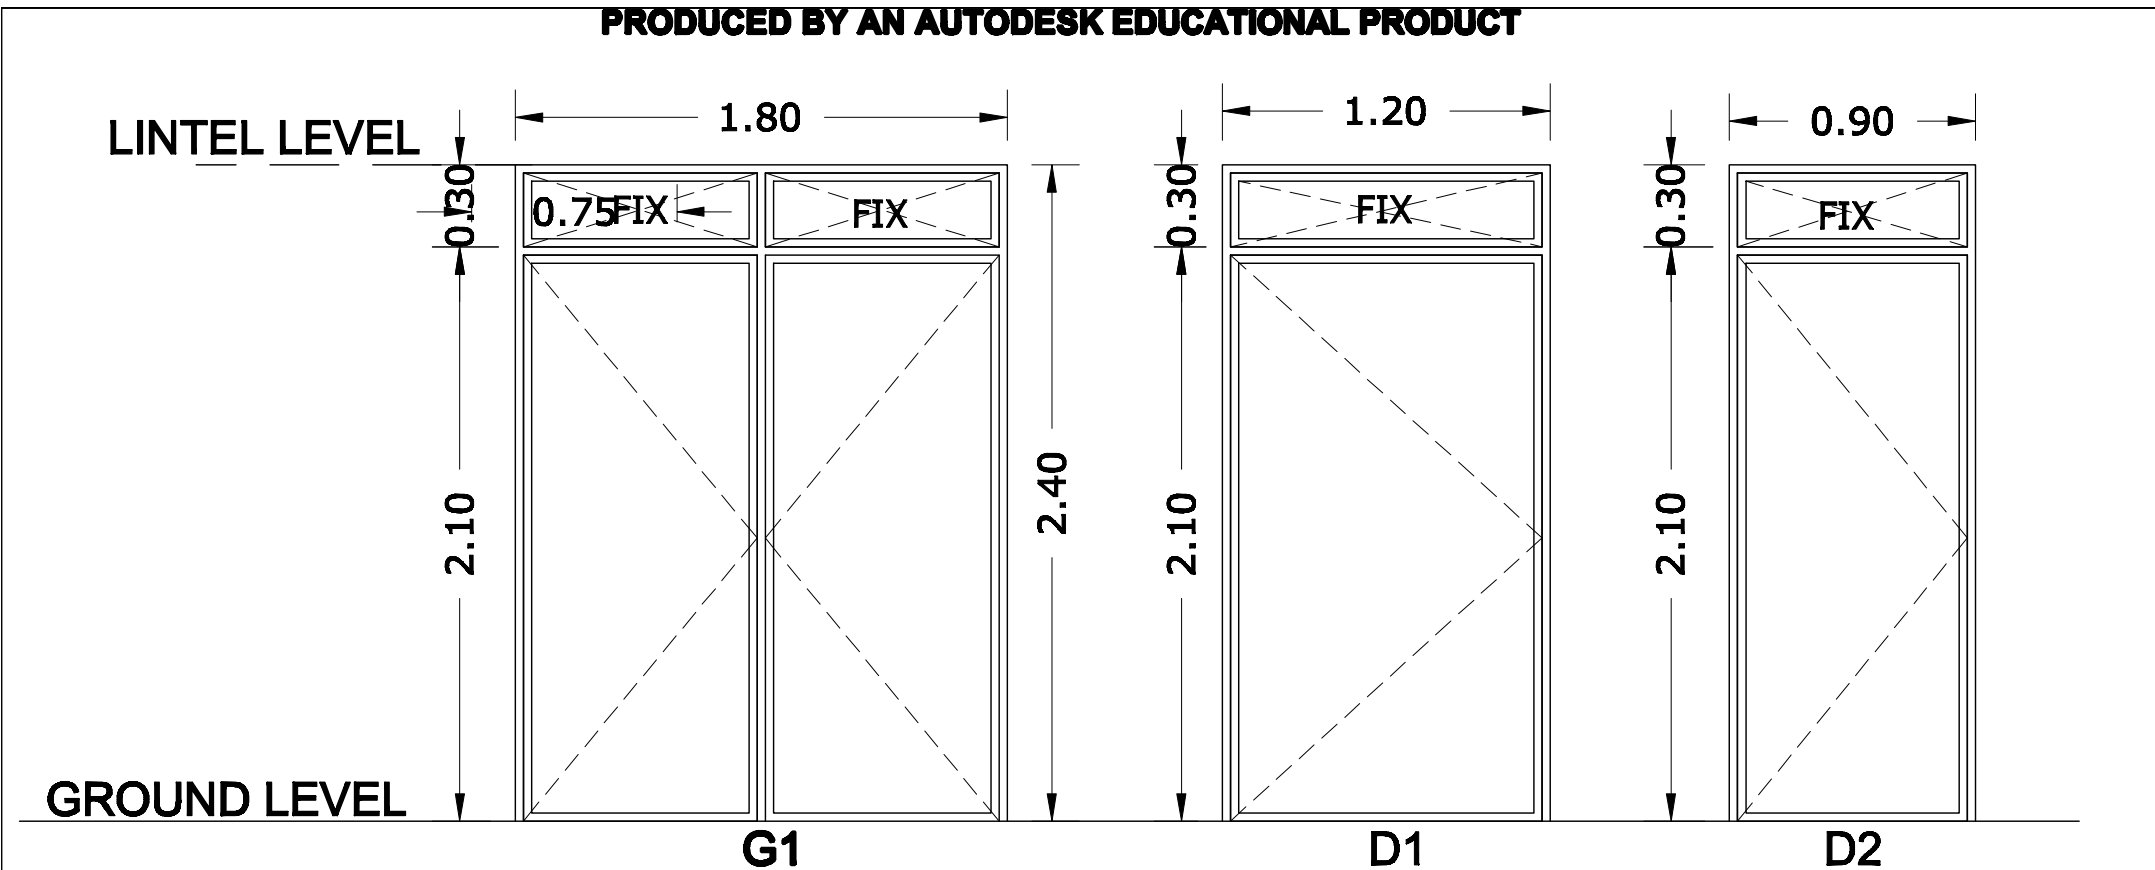 PRODUCED BY AN AUTODESK EDUCATIONAL PRODUCT
1.80
1.20
0.90
LINTEL LEVEL
0.30
0.75
FIX
FIX
0.30
FIX
0.30
FIX
2.10
2.40
2.10
2.10
GROUND LEVEL
G1
D1
D2